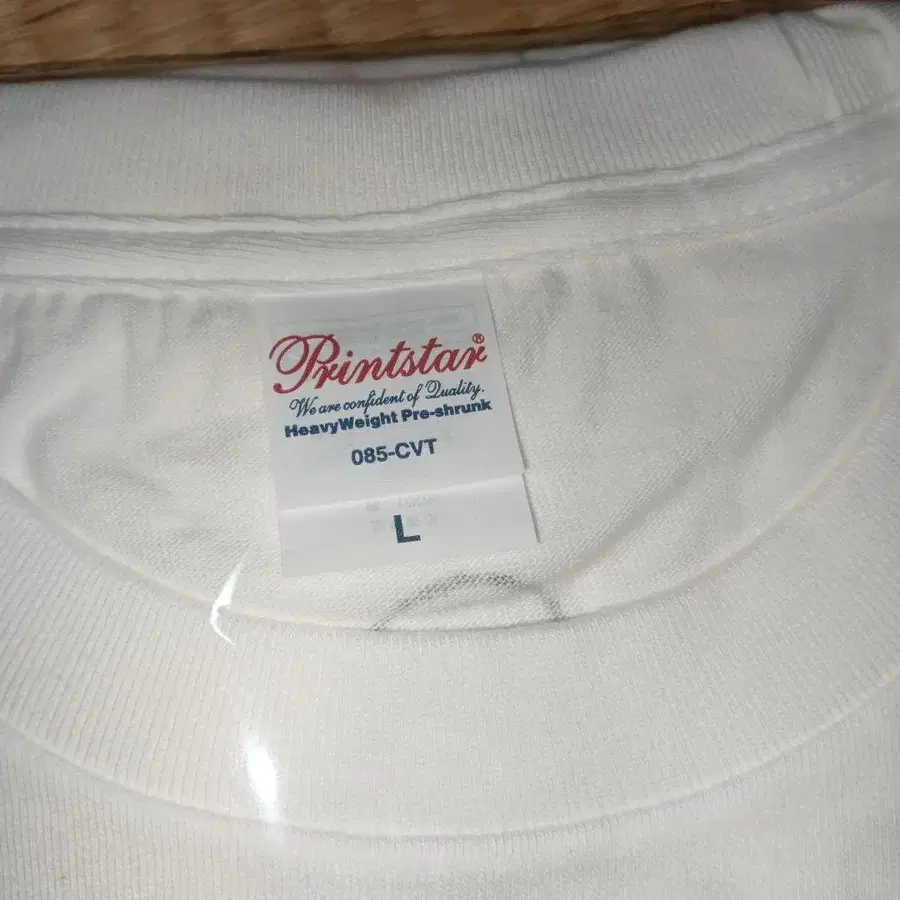 Printstar®
We are confident of Quality.
HeavyWeight Pre-shrunk
085-CVT
L